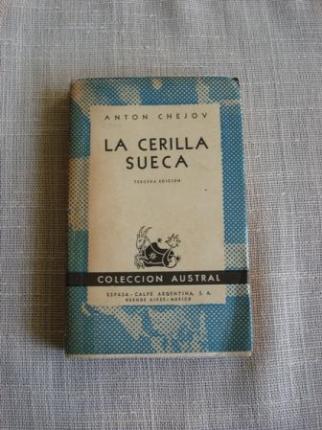 ANTON CHEJOV
LA CERILLA
SUECA
TERCERA EDICION
COLECCION AUSTRAL
ESPASA-CALPE ARGENTINA, S. A.
BUENOS AIRES-MEXICO